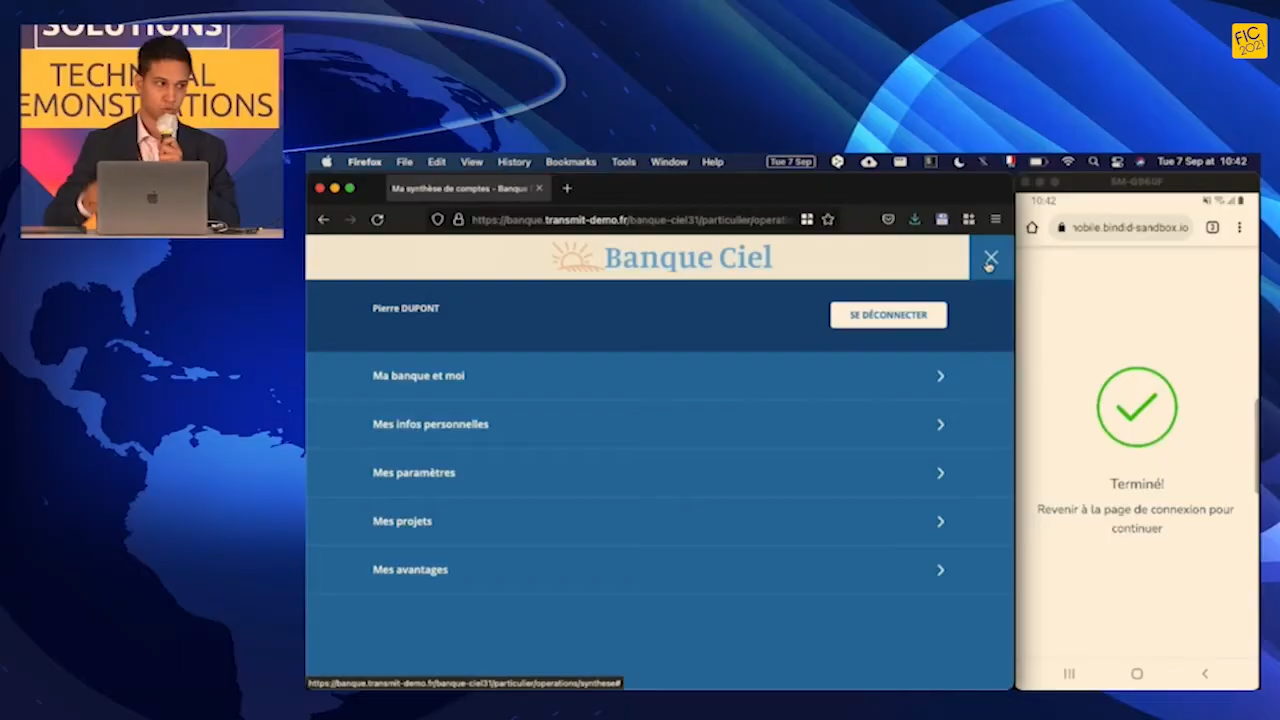 SOLUTIONS
TECHNICAL
DEMONSTRATIONS
FIC
2021
Firefox File Edit View History Bookmarks Tools Window Help
Tue 7 Sep
Tue 7 Sep at 10:42
Ma synthèse de comptes - Banque
https://banque.transmit-demo.fr/banque-ciel31/particulier/operati
Banque Ciel
Pierre DUPONT
SE DÉCONNECTER
Ma banque et moi
Mes infos personnelles
Mes paramètres
Mes projets
Mes avantages
https://banque.transmit-demo.fr/banque-ciel31/particulier/operations/synthese#
SM-G960F
10:42
obile.bindid-sandbox.io
3
Terminé!
Revenir à la page de connexion pour
continuer